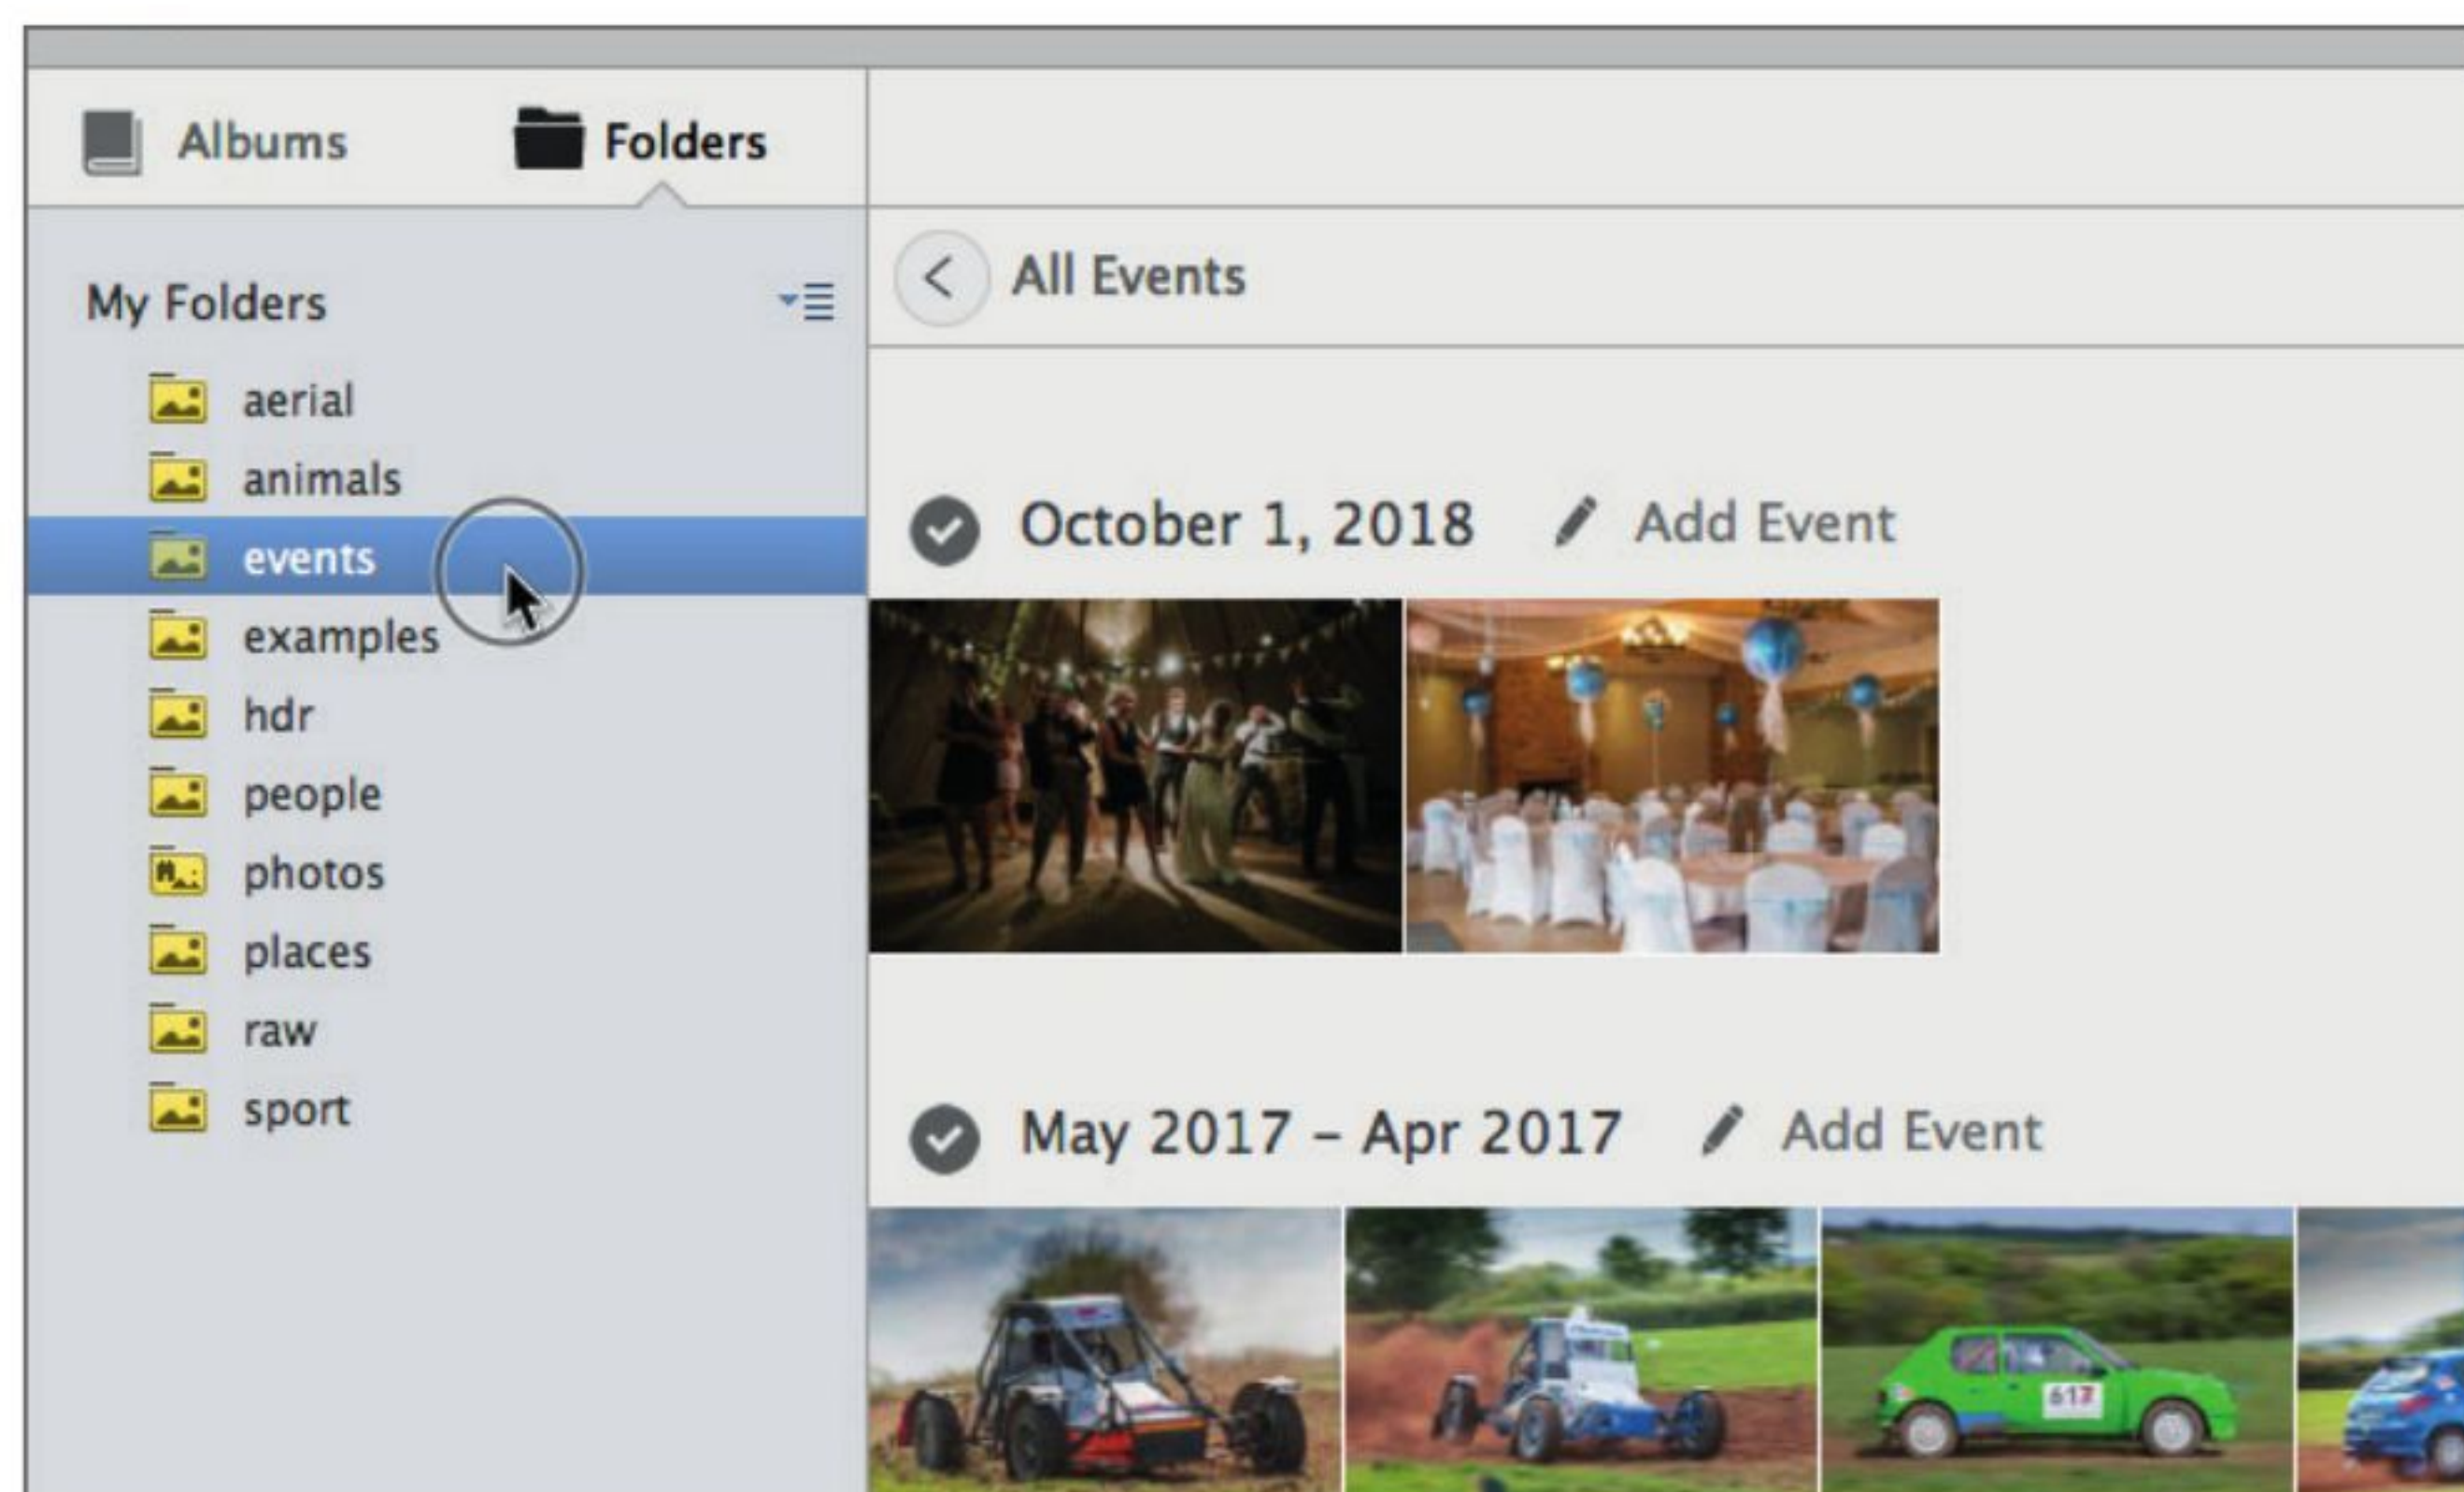 Albums Folders
My Folders
aerial
animals
events
examples
hdr
people
photos
places
raw
sport
All Events
October 1, 2018 Add Event
May 2017 – Apr 2017 Add Event
617